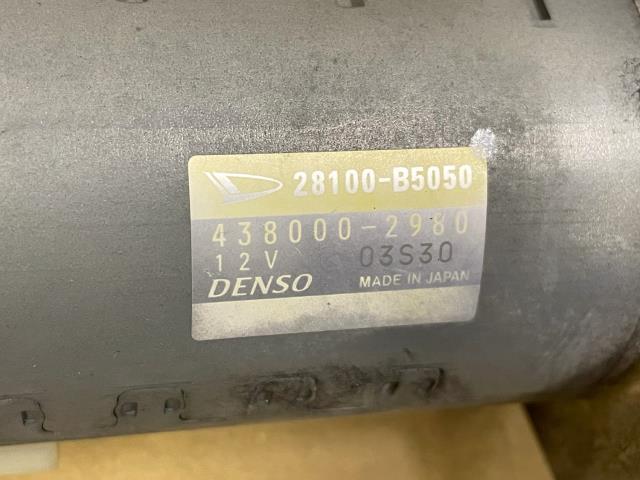 28100-B5050
438000-2980
12V 03S30
DENSO MADE IN JAPAN